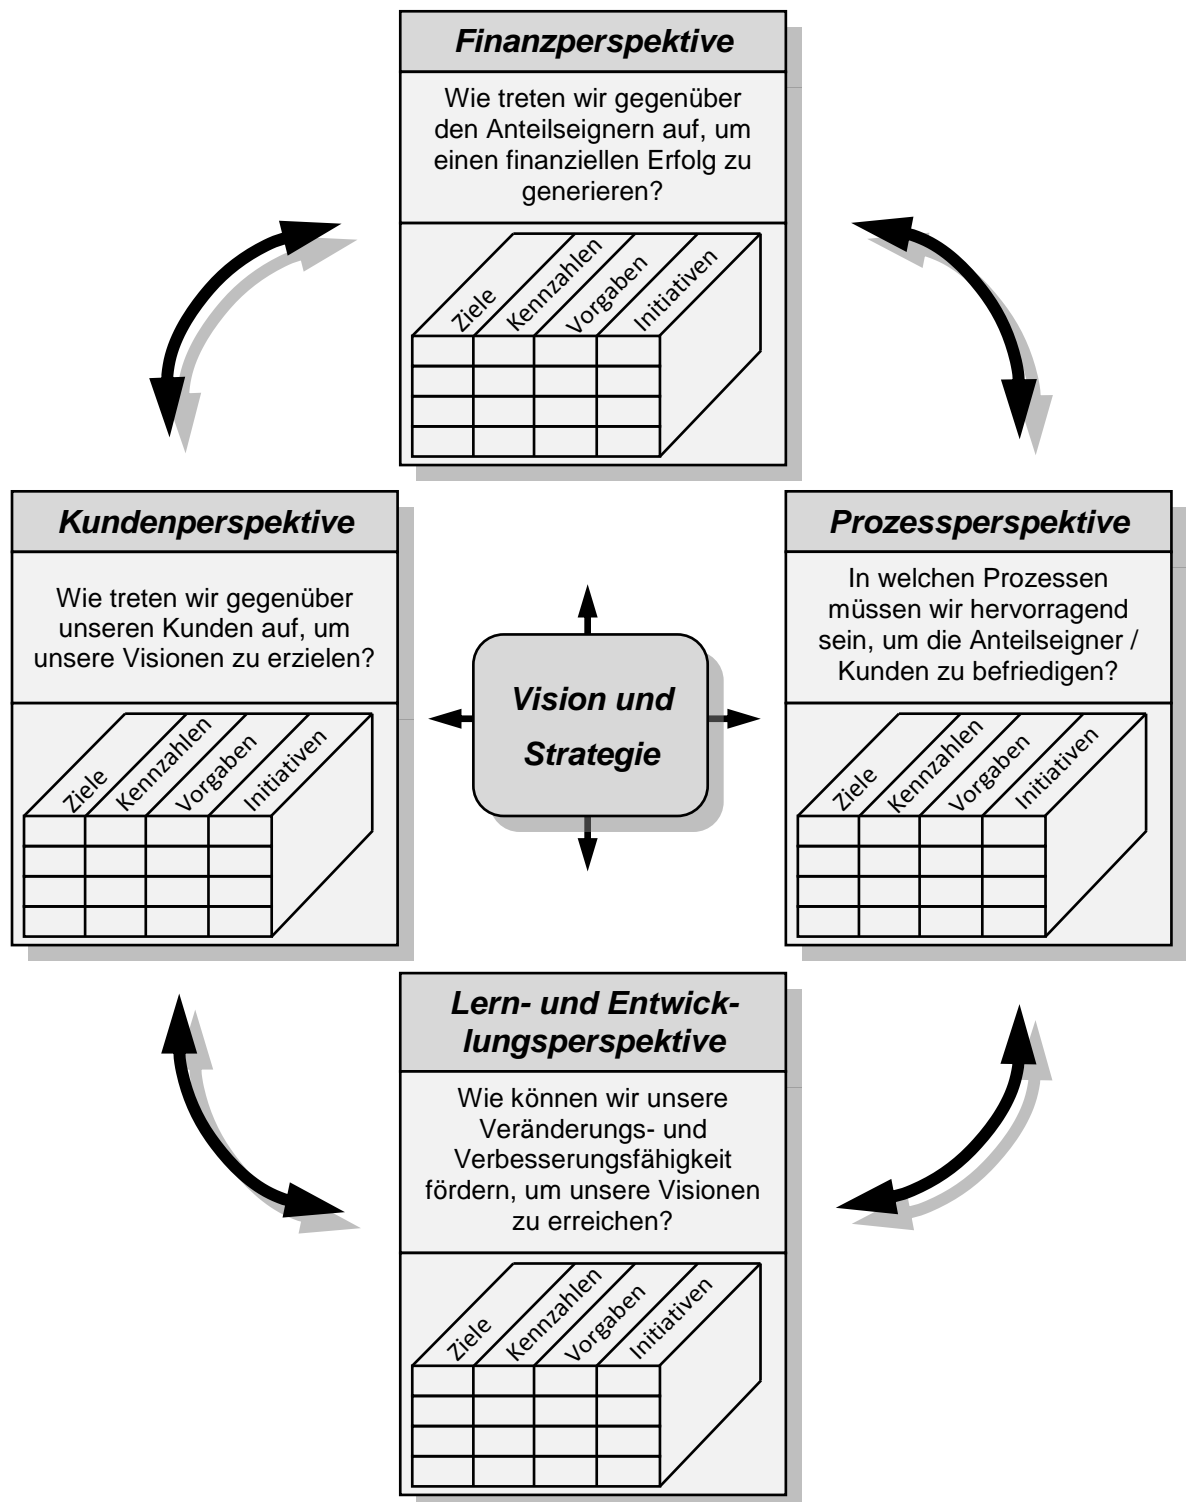 Finanzperspektive
Wie treten wir gegenüber
den Anteilseignern auf, um
einen finanziellen Erfolg zu
generieren?
Ziele
Kennzahlen
Vorgaben
Initiativen
Kundenperspektive
Wie treten wir gegenüber
unseren Kunden auf, um
unsere Visionen zu erzielen?
Ziele
Kennzahlen
Vorgaben
Initiativen
Vision und
Strategie
Prozessperspektive
In welchen Prozessen
müssen wir hervorragend
sein, um die Anteilseigner /
Kunden zu befriedigen?
Ziele
Kennzahlen
Vorgaben
Initiativen
Lern- und Entwick-
lungsperspektive
Wie können wir unsere
Veränderungs- und
Verbesserungsfähigkeit
fördern, um unsere Visionen
zu erreichen?
Ziele
Kennzahlen
Vorgaben
Initiativen